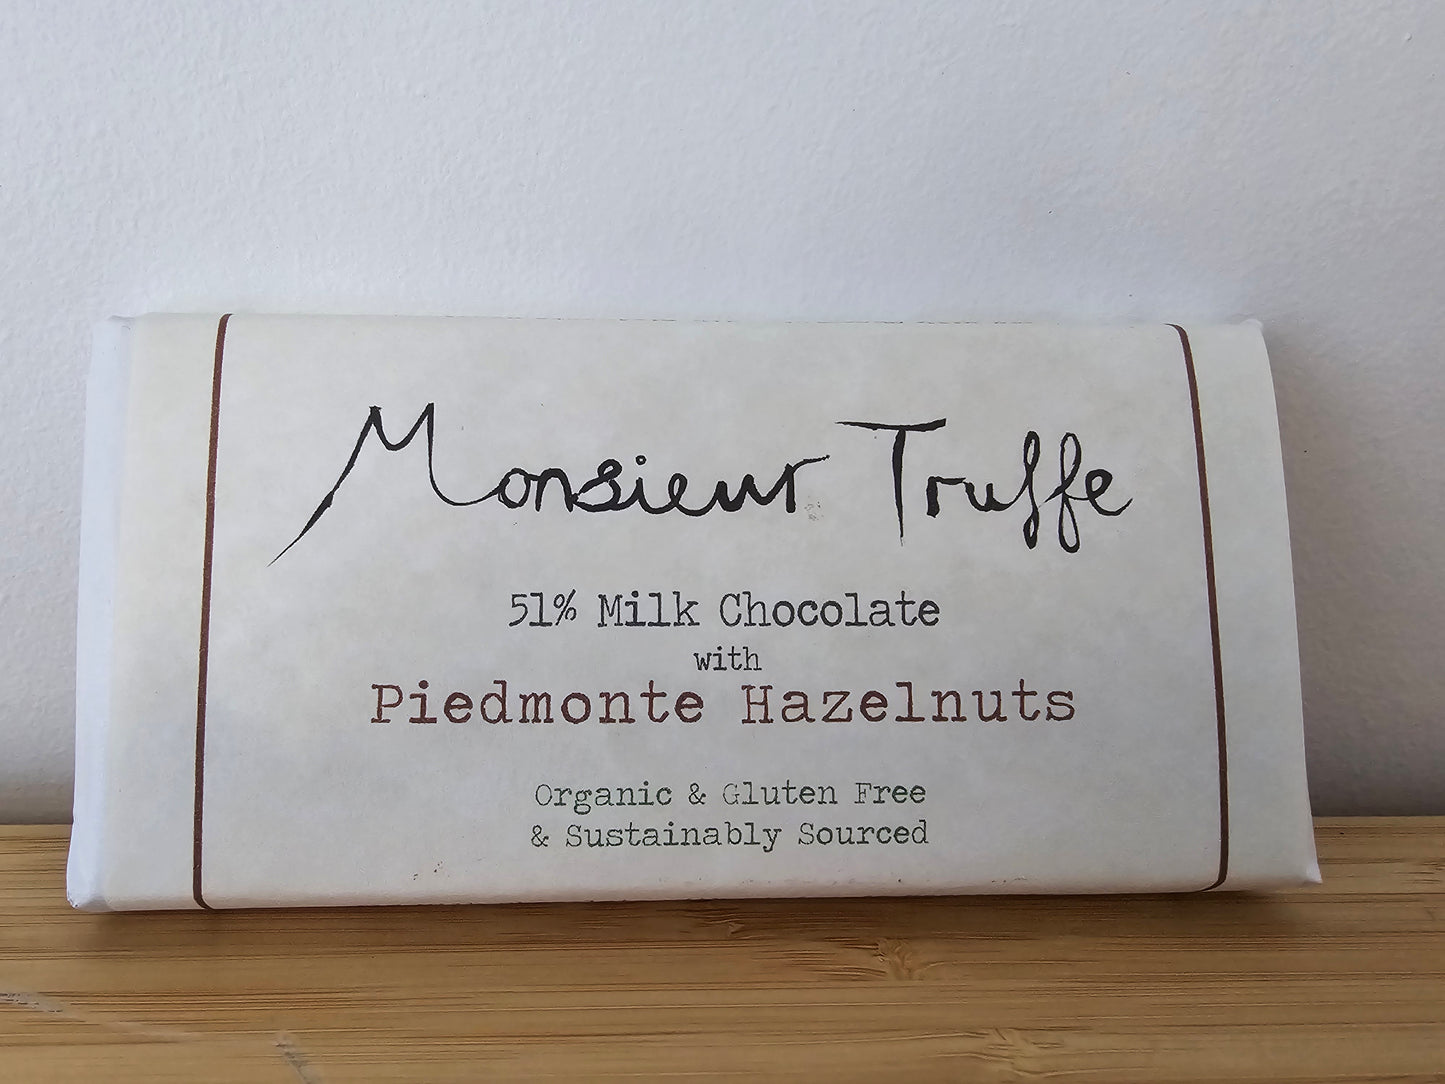 Monsieur Truffe
51% Milk Chocolate
with
Piedmonte Hazelnuts
Organic & Gluten Free
& Sustainably Sourced